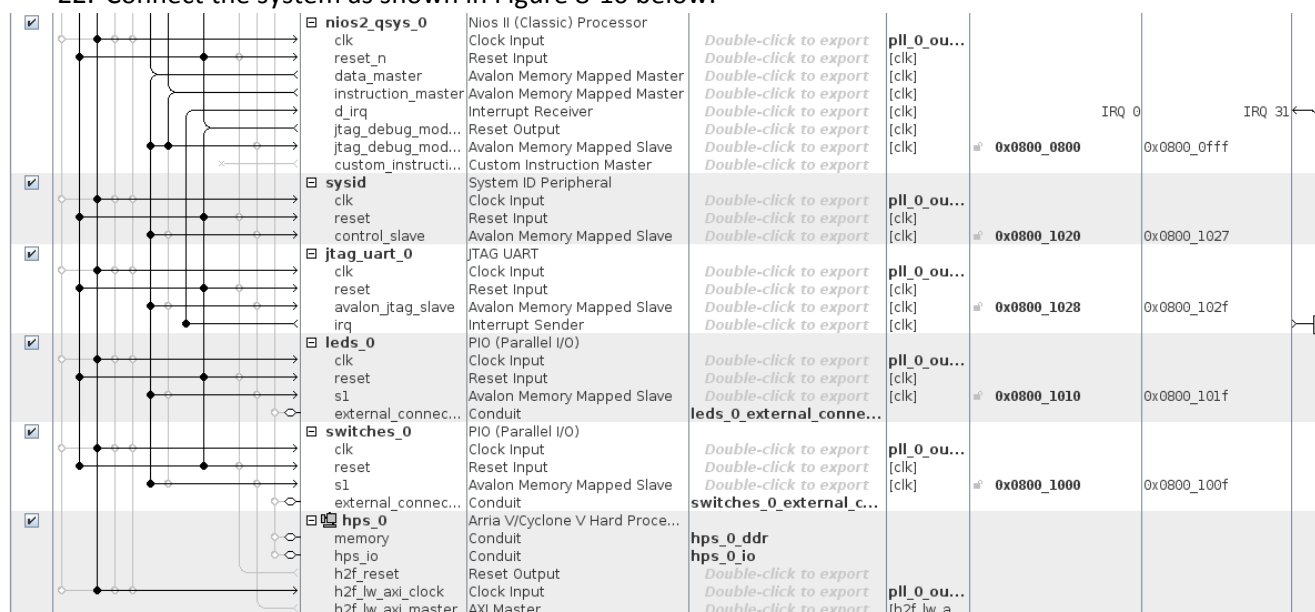 22. Connect the system as shown in Figure 8-10 below:
nios2_qsys_0 Nios II (Classic) Processor
clk Clock Input Double-click to export pll_0_ou...
reset_n Reset Input Double-click to export [clk]
data_master Avalon Memory Mapped Master Double-click to export [clk]
instruction_master Avalon Memory Mapped Master Double-click to export [clk]
d_irq Interrupt Receiver Double-click to export [clk] IRQ 0 IRQ 31
jtag_debug_mod... Reset Output Double-click to export [clk]
jtag_debug_mod... Avalon Memory Mapped Slave Double-click to export [clk] 0x0800_0800 0x0800_0fff
custom_instructi... Custom Instruction Master Double-click to export
sysid System ID Peripheral
clk Clock Input Double-click to export pll_0_ou...
reset Reset Input Double-click to export [clk]
control_slave Avalon Memory Mapped Slave Double-click to export [clk] 0x0800_1020 0x0800_1027
jtag_uart_0 JTAG UART
clk Clock Input Double-click to export pll_0_ou...
reset Reset Input Double-click to export [clk]
avalon_jtag_slave Avalon Memory Mapped Slave Double-click to export [clk] 0x0800_1028 0x0800_102f
irq Interrupt Sender Double-click to export [clk]
leds_0 PIO (Parallel I/O)
clk Clock Input Double-click to export pll_0_ou...
reset Reset Input Double-click to export [clk]
s1 Avalon Memory Mapped Slave Double-click to export [clk] 0x0800_1010 0x0800_101f
external_connec... Conduit leds_0_external_conne...
switches_0 PIO (Parallel I/O)
clk Clock Input Double-click to export pll_0_ou...
reset Reset Input Double-click to export [clk]
s1 Avalon Memory Mapped Slave Double-click to export [clk] 0x0800_1000 0x0800_100f
external_connec... Conduit switches_0_external_c...
hps_0 Arria V/Cyclone V Hard Proce...
memory Conduit hps_0_ddr
hps_io Conduit hps_0_io
h2f_reset Reset Output Double-click to export
h2f_lw_axi_clock Clock Input Double-click to export pll_0_ou...
h2f_lw_axi_master AXI Master Double-click to export [h2f_lw_a...